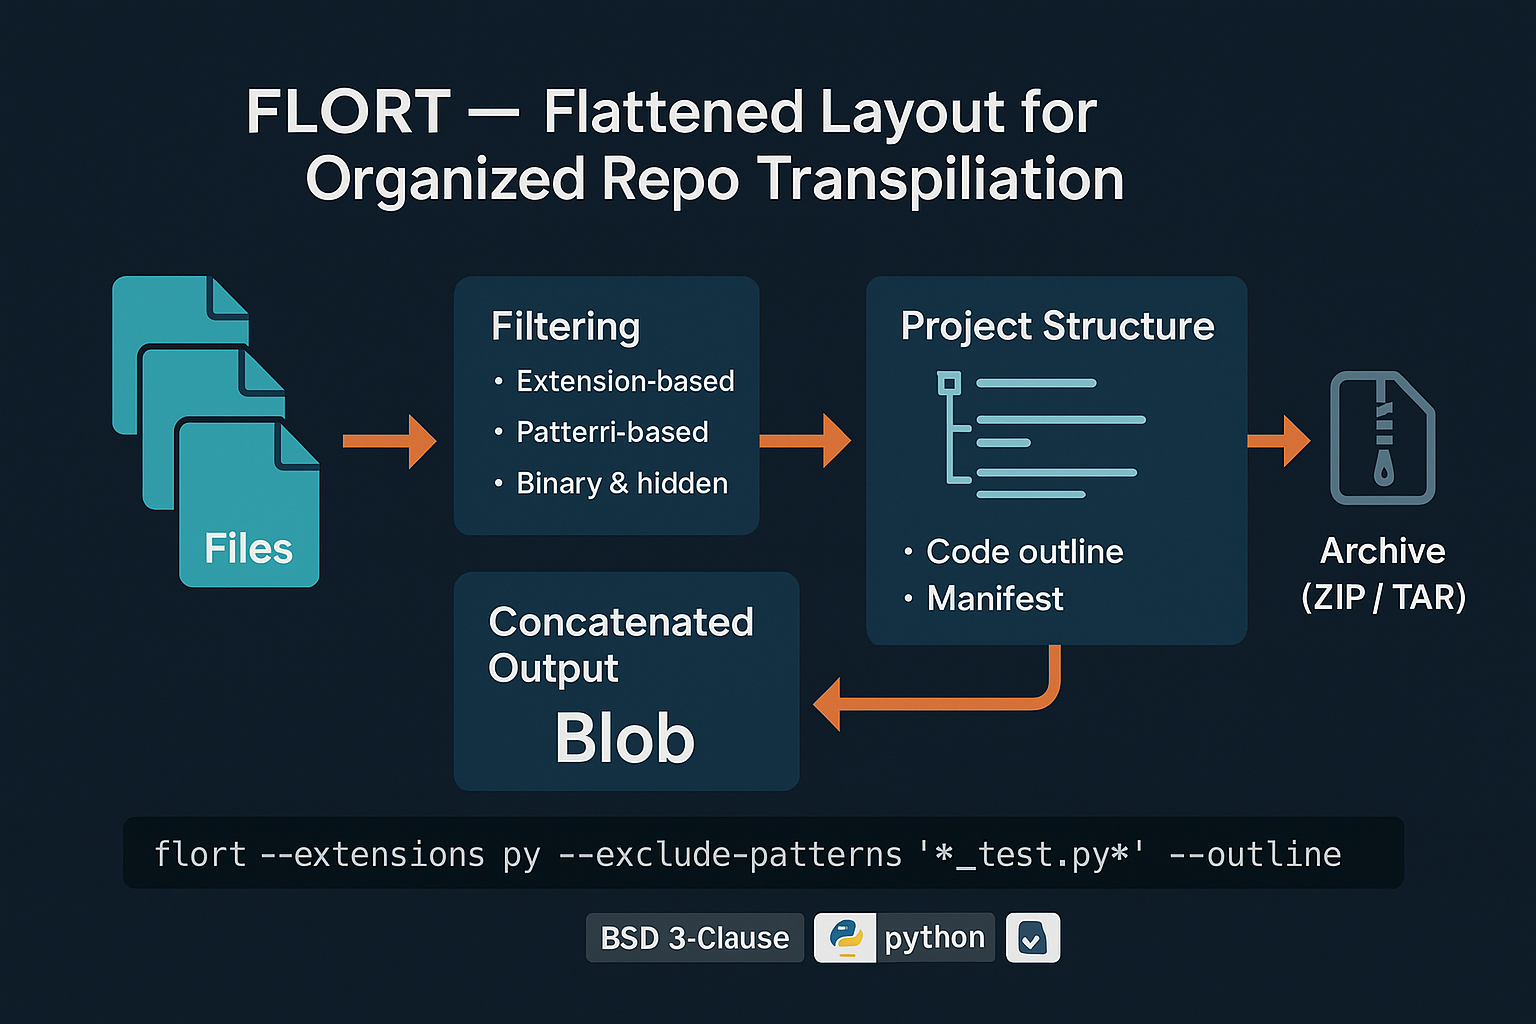 FLORT — Flattened Layout for
Organized Repo Transpiliation
Files
Filtering
• Extension-based
• Patterri-based
• Binary & hidden
Project Structure
• Code outline
• Manifest
Archive
(ZIP / TAR)
Concatenated
Output
Blob
flort --extensions py --exclude-patterns '*_test.py*' --outline
BSD 3-Clause
python